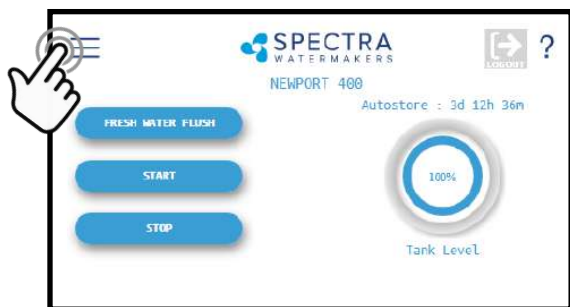 SPECTRA
WATERMAKERS
LOGOUT
?
NEWPORT 400
Autostore : 3d 12h 36m
FRESH WATER FLUSH
START
100%
STOP
Tank Level